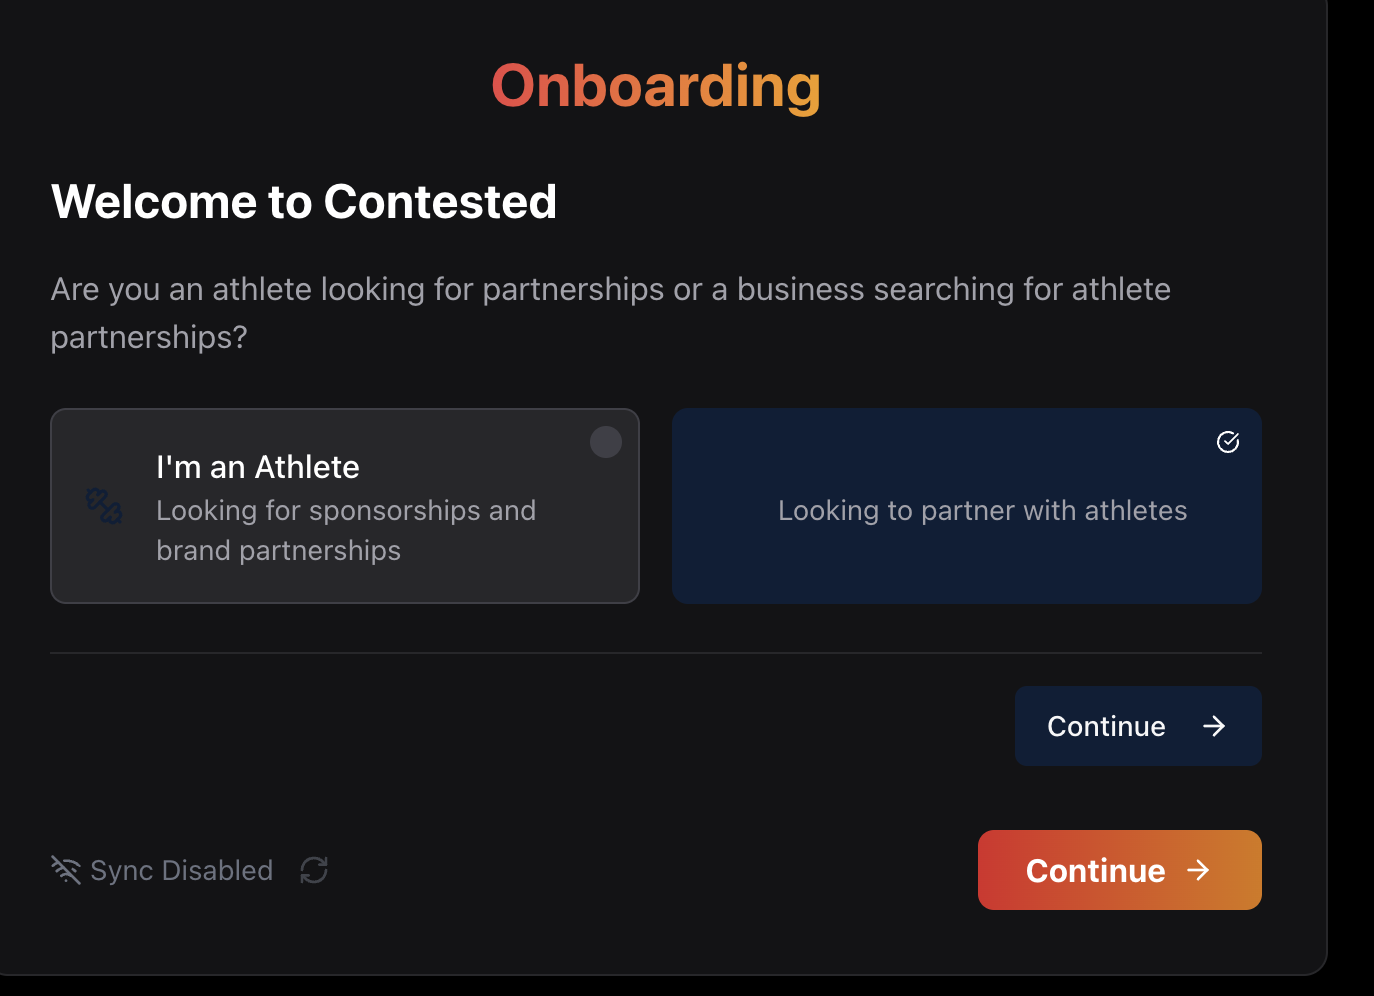 Onboarding
Welcome to Contested
Are you an athlete looking for partnerships or a business searching for athlete
partnerships?
I'm an Athlete
Looking for sponsorships and
brand partnerships
Looking to partner with athletes
Continue
Sync Disabled
Continue